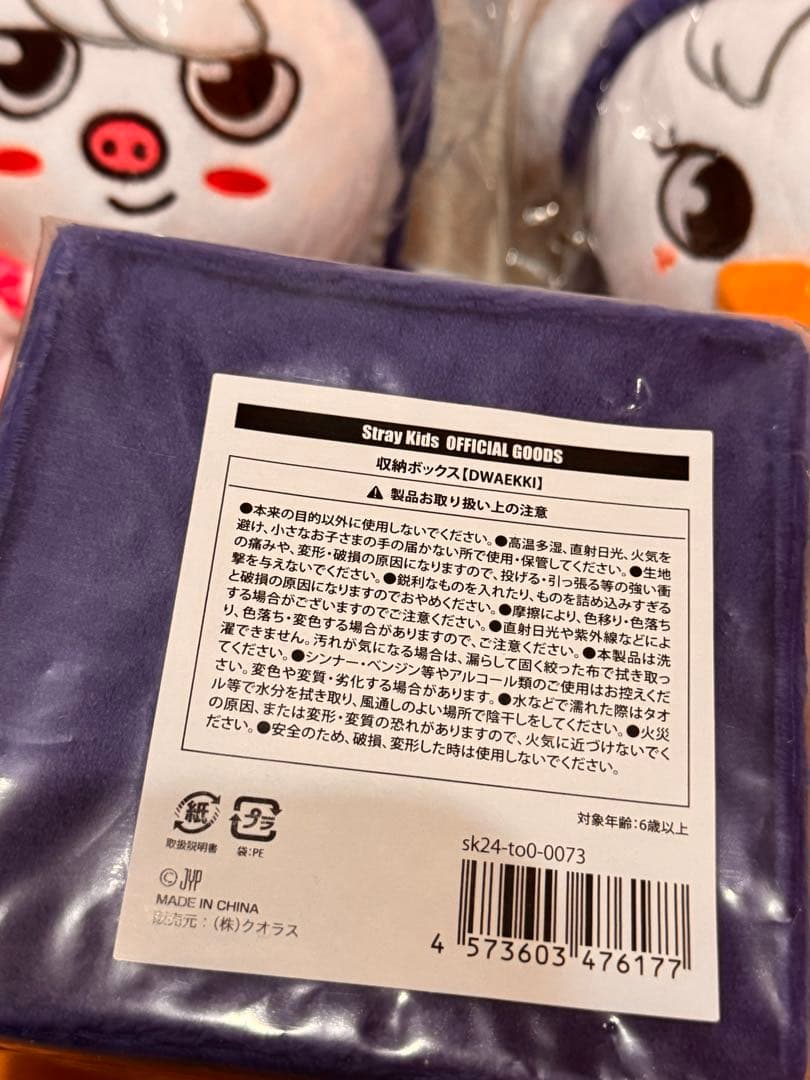 Stray Kids OFFICIAL GOODS
収納ボックス【DWAEKKI】
⚠ 製品お取り扱い上の注意
●本来の目的以外に使用しないでください。●高温多湿、直射日光、火気を
避け、小さなお子さまの手の届かない所で使用・保管してください。●生地
の痛みや、変形・破損の原因になりますので、投げる・引っ張る等の強い衝
撃を与えないでください。●鋭利なものを入れたり、ものを詰め込みすぎる
と破損の原因になりますのでおやめください。●摩擦により、色移り・色落ち
する場合がございますのでご注意ください。●直射日光や紫外線などによ
り、色落ち・変色する場合がありますので、ご注意ください。●本製品は洗
濯できません。汚れが気になる場合は、濡らして固く絞った布で拭き取っ
てください。●シンナー・ベンジン等やアルコール類のご使用はお控えくだ
さい。変色や変質・劣化する場合があります。●水などで濡れた際はタオ
ル等で水分を拭き取り、風通しのよい場所で陰干しをしてください。●火災
の原因、または変形・変質の恐れがありますので、火気に近づけないでく
ださい。●安全のため、破損、変形した時は使用しないでください。
対象年齢:6歳以上
紙 プラ
取扱説明書 袋:PE
sk24-to0-0073
© JYP
MADE IN CHINA
販売元：(株)クオラス
4 573603 476177